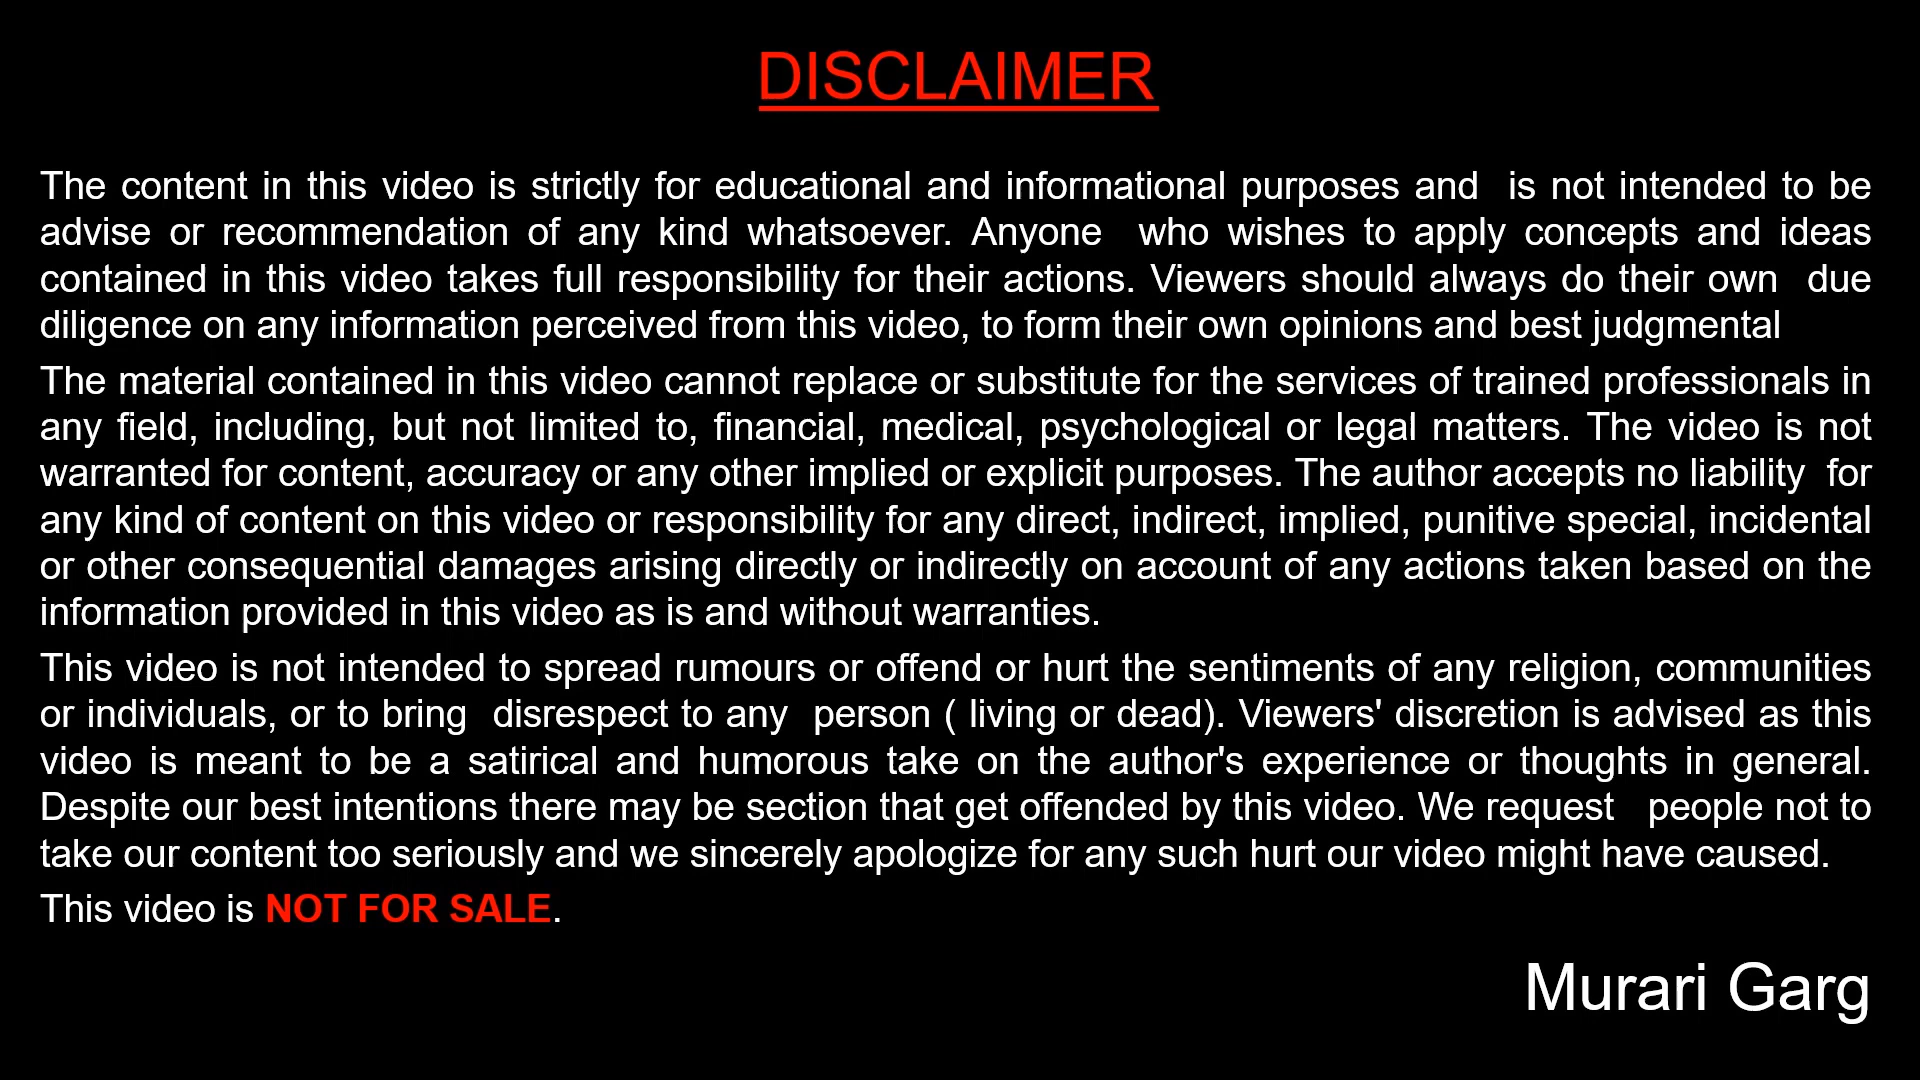 DISCLAIMER
The content in this video is strictly for educational and informational purposes and is not intended to be
advise or recommendation of any kind whatsoever. Anyone who wishes to apply concepts and ideas
contained in this video takes full responsibility for their actions. Viewers should always do their own due
diligence on any information perceived from this video, to form their own opinions and best judgmental
The material contained in this video cannot replace or substitute for the services of trained professionals in
any field, including, but not limited to, financial, medical, psychological or legal matters. The video is not
warranted for content, accuracy or any other implied or explicit purposes. The author accepts no liability for
any kind of content on this video or responsibility for any direct, indirect, implied, punitive special, incidental
or other consequential damages arising directly or indirectly on account of any actions taken based on the
information provided in this video as is and without warranties.
This video is not intended to spread rumours or offend or hurt the sentiments of any religion, communities
or individuals, or to bring disrespect to any person ( living or dead). Viewers' discretion is advised as this
video is meant to be a satirical and humorous take on the author's experience or thoughts in general.
Despite our best intentions there may be section that get offended by this video. We request people not to
take our content too seriously and we sincerely apologize for any such hurt our video might have caused.
This video is NOT FOR SALE.
Murari Garg